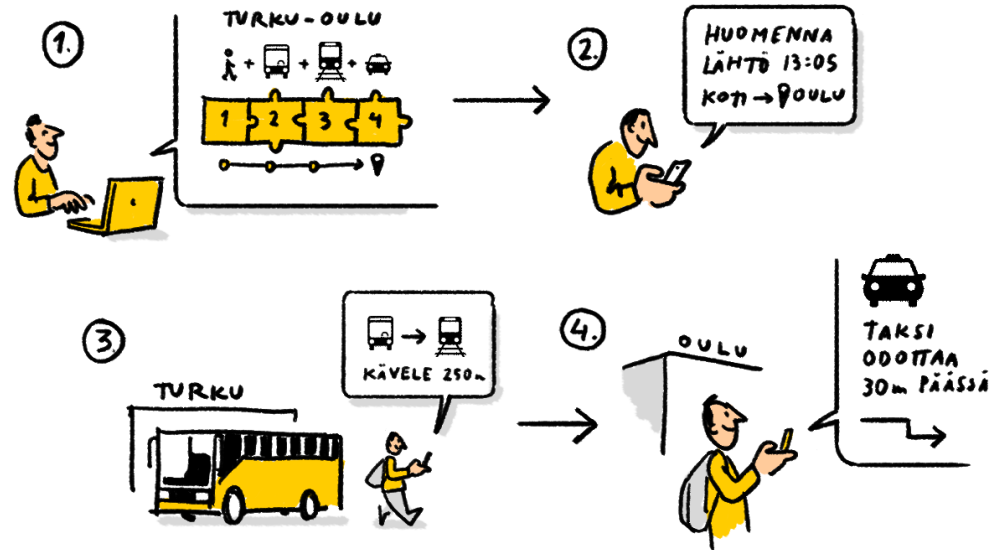 1.
TURKU-OULU
+ + +
1 2 3 4
2.
HUOMENNA
LÄHTÖ 13:05
KOTI → OULU
3
TURKU
→
KÄVELE 250m
4.
OULU
TAKSI
ODOTTAA
30m PÄÄSSÄ